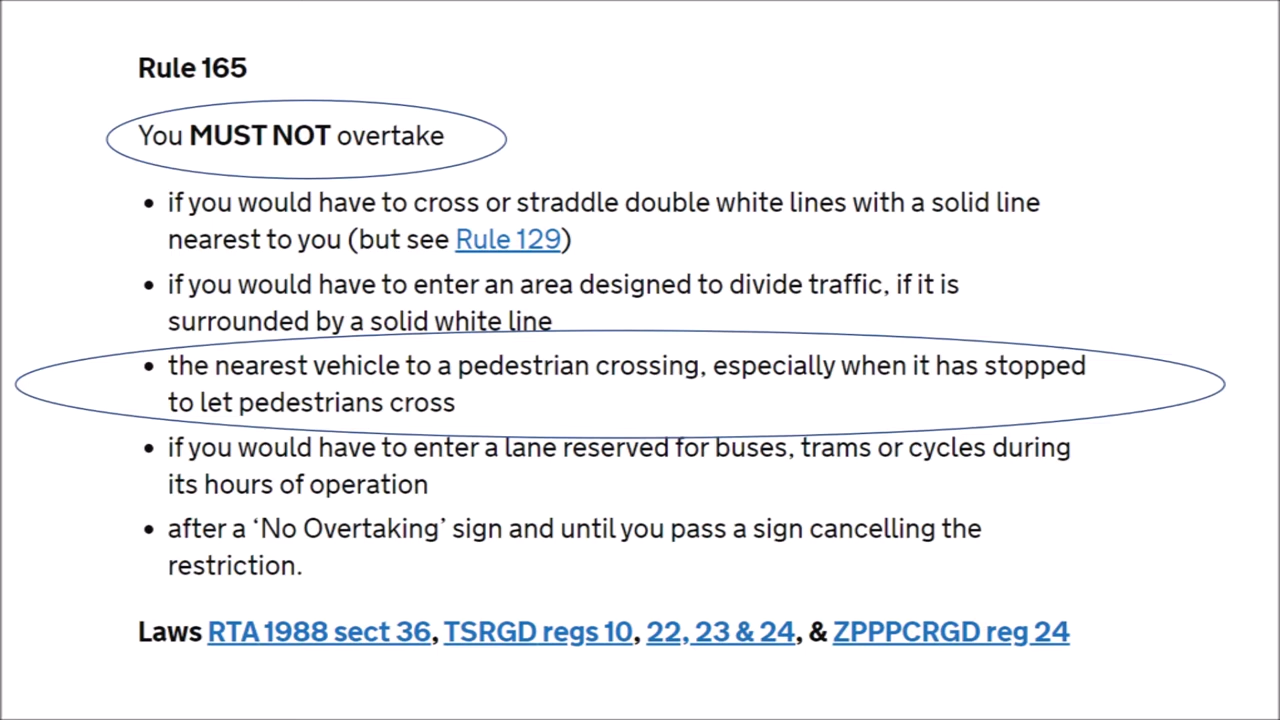 Rule 165
You MUST NOT overtake
• if you would have to cross or straddle double white lines with a solid line
nearest to you (but see Rule 129)
• if you would have to enter an area designed to divide traffic, if it is
surrounded by a solid white line
• the nearest vehicle to a pedestrian crossing, especially when it has stopped
to let pedestrians cross
• if you would have to enter a lane reserved for buses, trams or cycles during
its hours of operation
• after a ‘No Overtaking’ sign and until you pass a sign cancelling the
restriction.
Laws RTA 1988 sect 36, TSRGD regs 10, 22, 23 & 24, & ZPPPCRGD reg 24